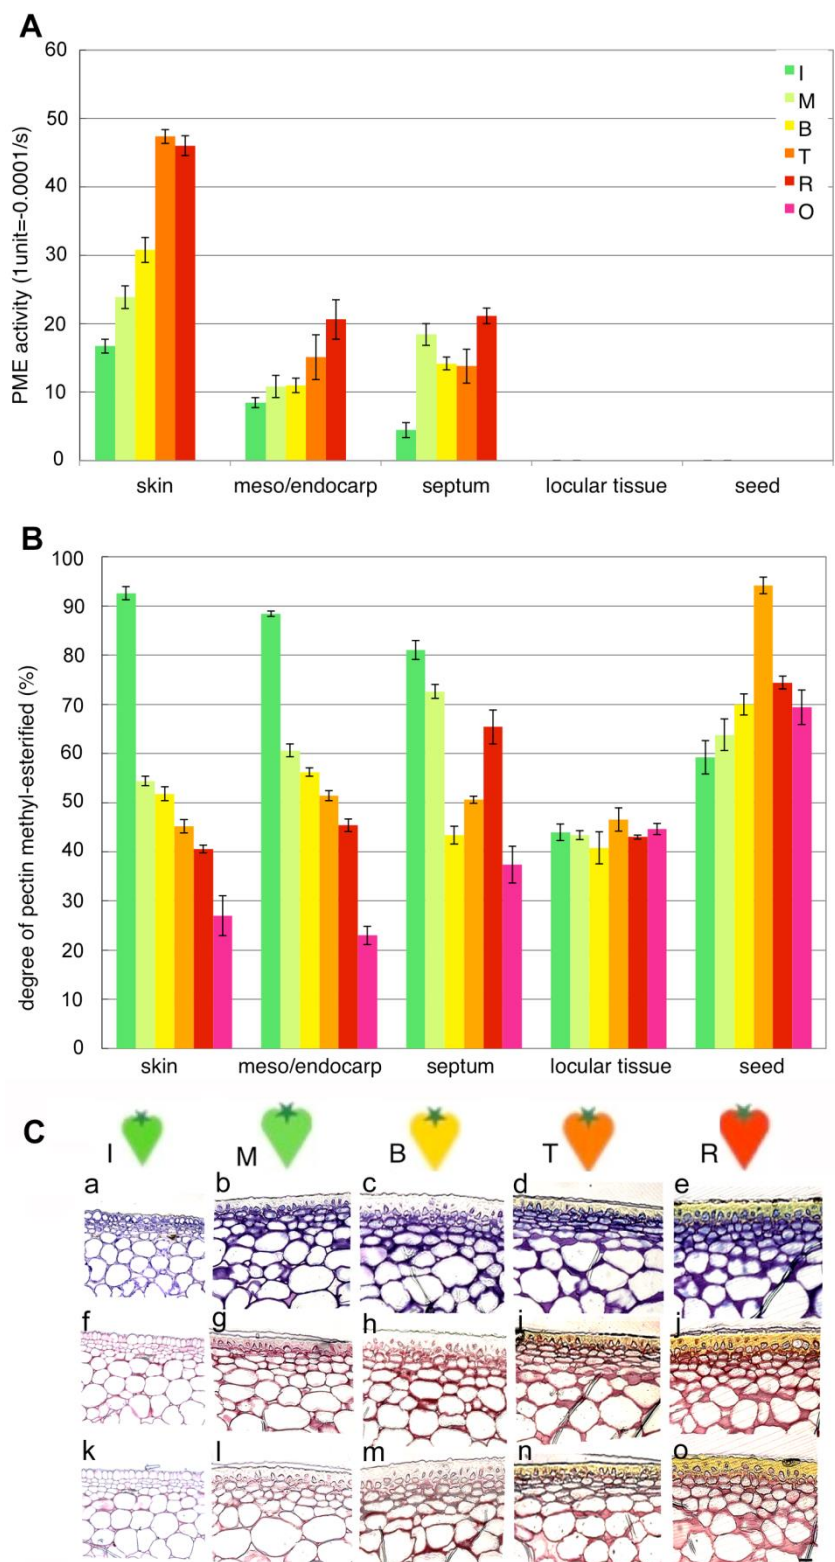 A
60
50
40
30
20
10
0
PME activity (1unit=-0.0001/s)
I
M
B
T
R
O
skin meso/endocarp septum locular tissue seed
B
100
90
80
70
60
50
40
30
20
10
0
degree of pectin methyl-esterified (%)
skin meso/endocarp septum locular tissue seed
C I M B T R
a b c d e
f g h i j
k l m n o